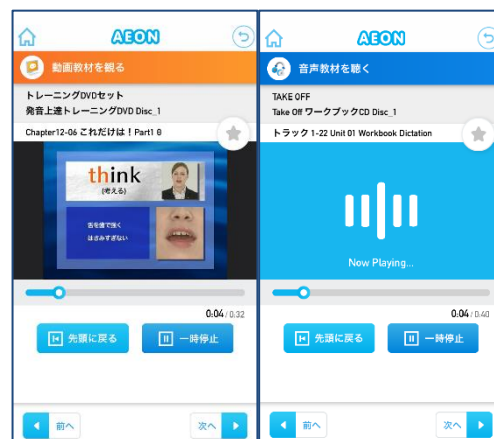 AEON
動画教材を観る
トレーニングDVDセット
発音上達トレーニングDVD Disc_1
Chapter12-06 これだけは！ Part1 θ
think
(考える)
舌を歯で強く
はさみすぎない
0:04 / 0:32
先頭に戻る
一時停止
前へ
次へ
AEON
音声教材を聴く
TAKE OFF
Take Off ワークブックCD Disc_1
トラック 1-22 Unit 01 Workbook Dictation
Now Playing...
0:04 / 0:40
先頭に戻る
一時停止
前へ
次へ